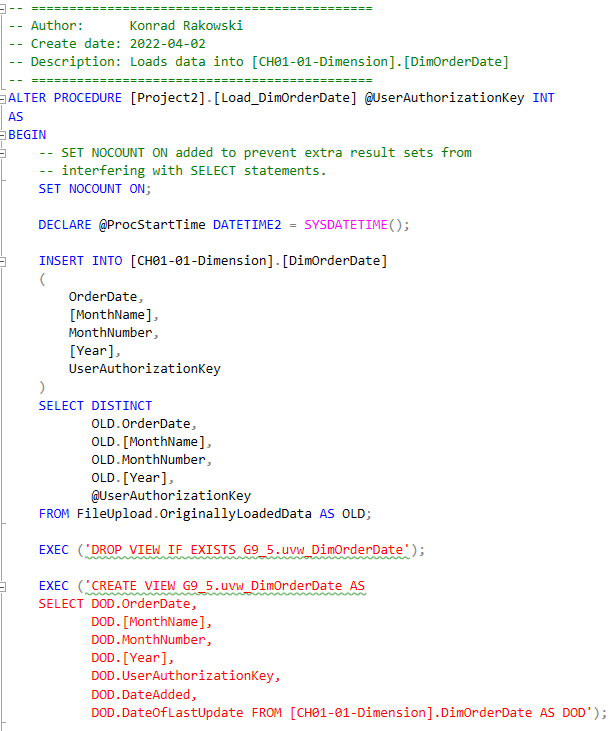 -- =============================================
-- Author:      Konrad Rakowski
-- Create date: 2022-04-02
-- Description: Loads data into [CH01-01-Dimension].[DimOrderDate]
-- =============================================
ALTER PROCEDURE [Project2].[Load_DimOrderDate] @UserAuthorizationKey INT
AS
BEGIN
    -- SET NOCOUNT ON added to prevent extra result sets from
    -- interfering with SELECT statements.
    SET NOCOUNT ON;

    DECLARE @ProcStartTime DATETIME2 = SYSDATETIME();

    INSERT INTO [CH01-01-Dimension].[DimOrderDate]
    (
        OrderDate,
        [MonthName],
        MonthNumber,
        [Year],
        UserAuthorizationKey
    )
    SELECT DISTINCT
           OLD.OrderDate,
           OLD.[MonthName],
           OLD.MonthNumber,
           OLD.[Year],
           @UserAuthorizationKey
    FROM FileUpload.OriginallyLoadedData AS OLD;

    EXEC ('DROP VIEW IF EXISTS G9_5.uvw_DimOrderDate');

    EXEC ('CREATE VIEW G9_5.uvw_DimOrderDate AS
    SELECT DOD.OrderDate,
           DOD.[MonthName],
           DOD.MonthNumber,
           DOD.[Year],
           DOD.UserAuthorizationKey,
           DOD.DateAdded,
           DOD.DateOfLastUpdate FROM [CH01-01-Dimension].DimOrderDate AS DOD');